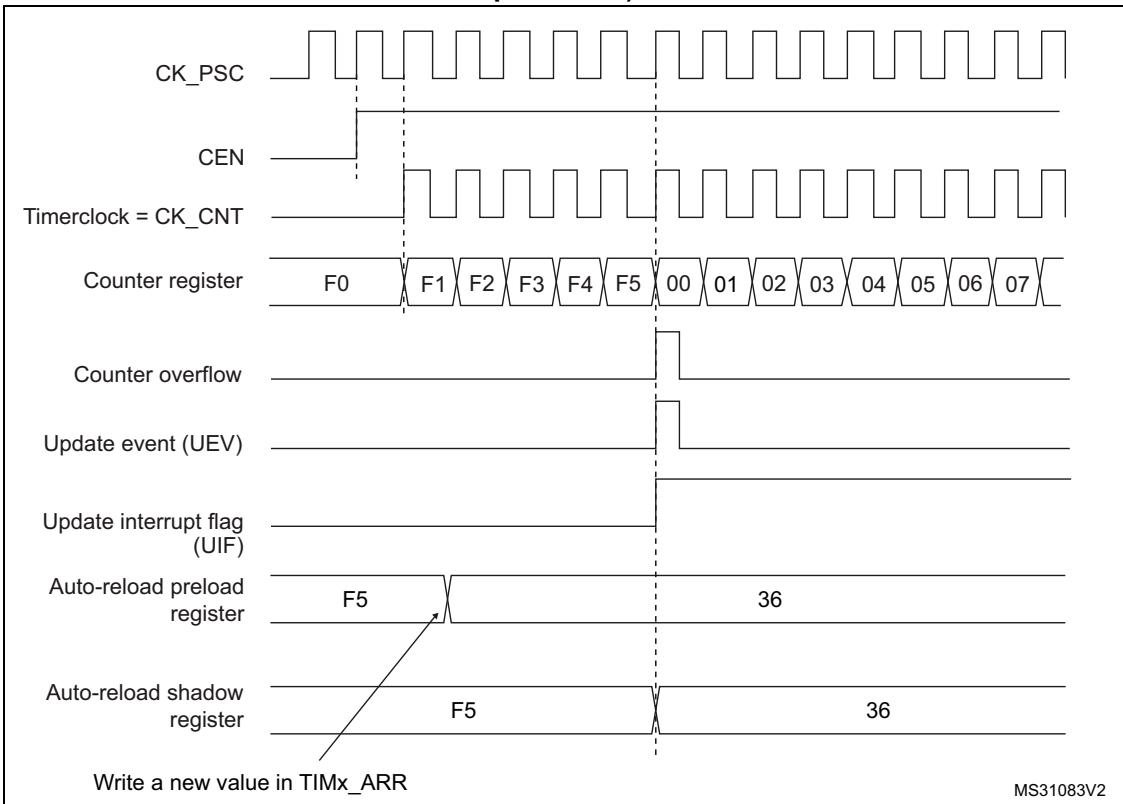 CK_PSC
CEN
Timerclock = CK_CNT
Counter register F0 F1 F2 F3 F4 F5 00 01 02 03 04 05 06 07
Counter overflow
Update event (UEV)
Update interrupt flag
(UIF)
Auto-reload preload
register
F5 36
Auto-reload shadow
register
F5 36
Write a new value in TIMx_ARR
MS31083V2